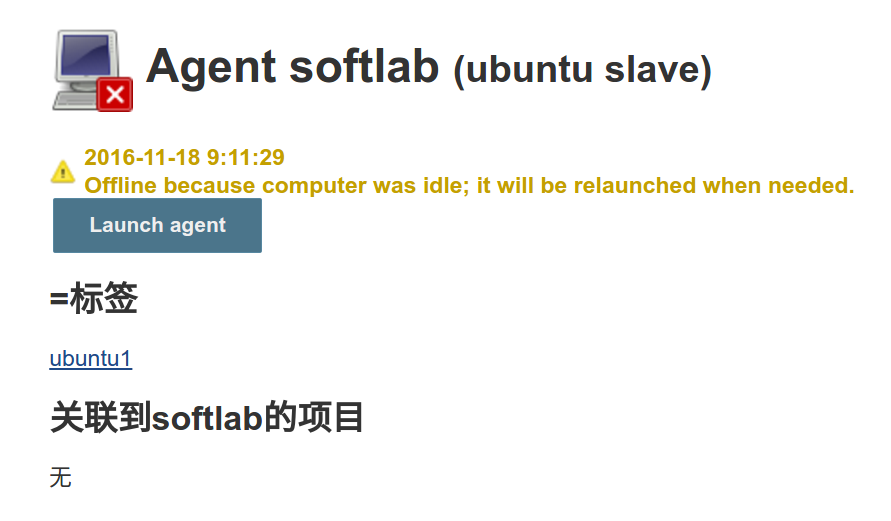 Agent softlab (ubuntu slave)
2016-11-18 9:11:29
Offline because computer was idle; it will be relaunched when needed.
Launch agent
=标签
ubuntu1
关联到softlab的项目
无